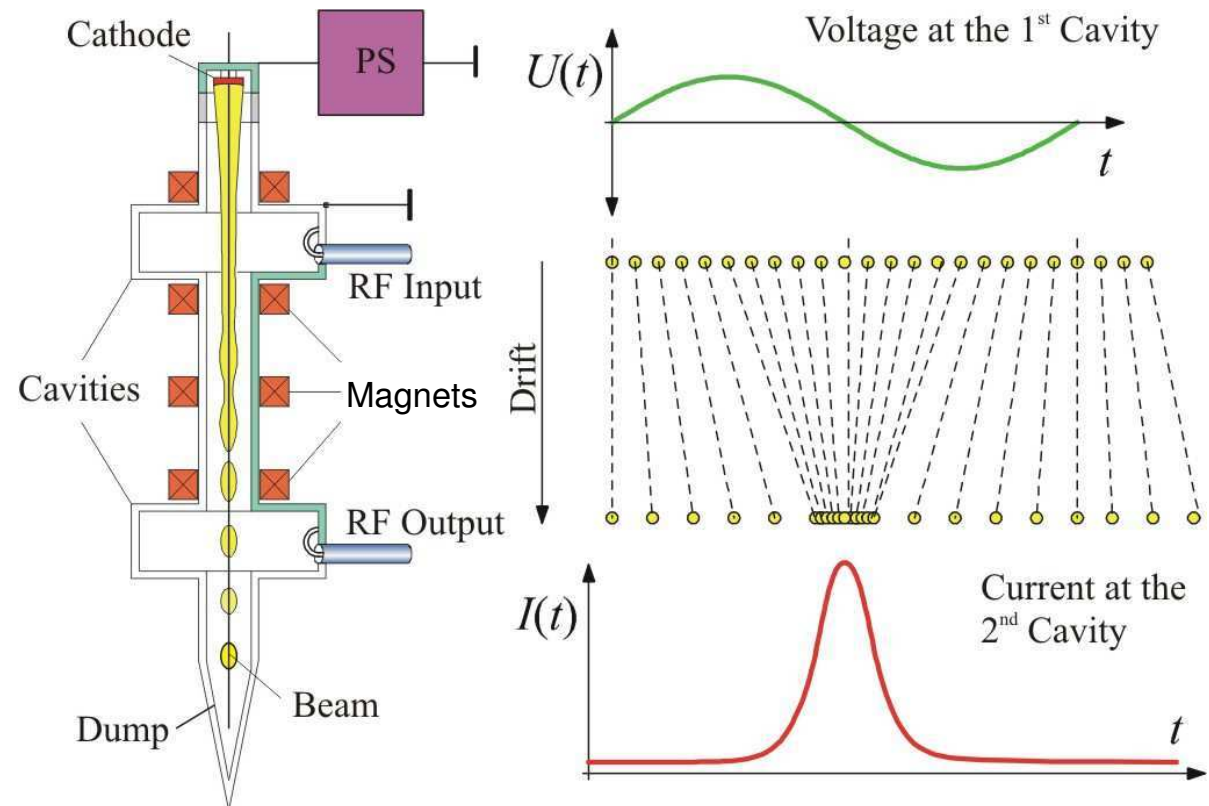 Cathode
PS
RF Input
Cavities
Magnets
RF Output
Beam
Dump
Voltage at the 1st Cavity
U(t)
t
Drift
I(t)
Current at the
2nd Cavity
t